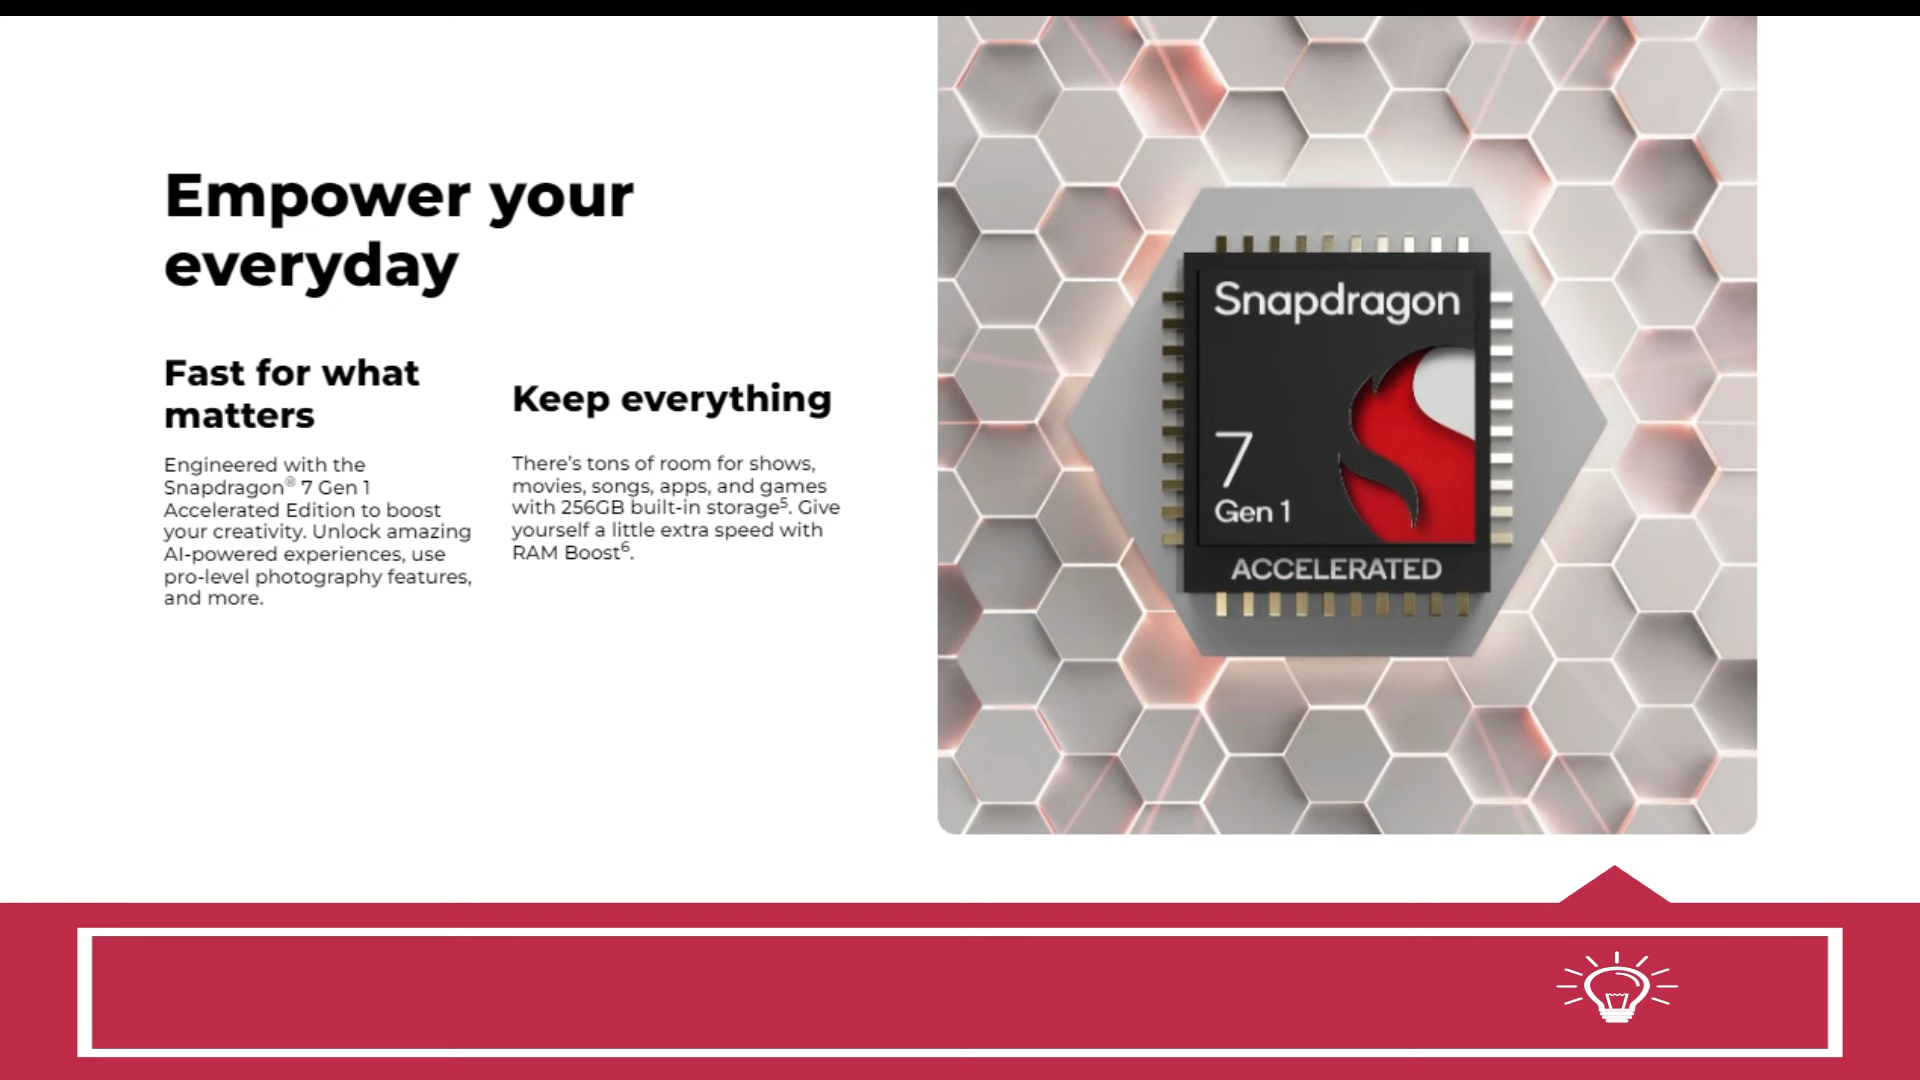 Empower your
everyday
Fast for what
matters
Engineered with the
Snapdragon® 7 Gen 1
Accelerated Edition to boost
your creativity. Unlock amazing
AI-powered experiences, use
pro-level photography features,
and more.
Keep everything
There’s tons of room for shows,
movies, songs, apps, and games
with 256GB built-in storage⁵. Give
yourself a little extra speed with
RAM Boost⁶.
Snapdragon
7
Gen 1
ACCELERATED